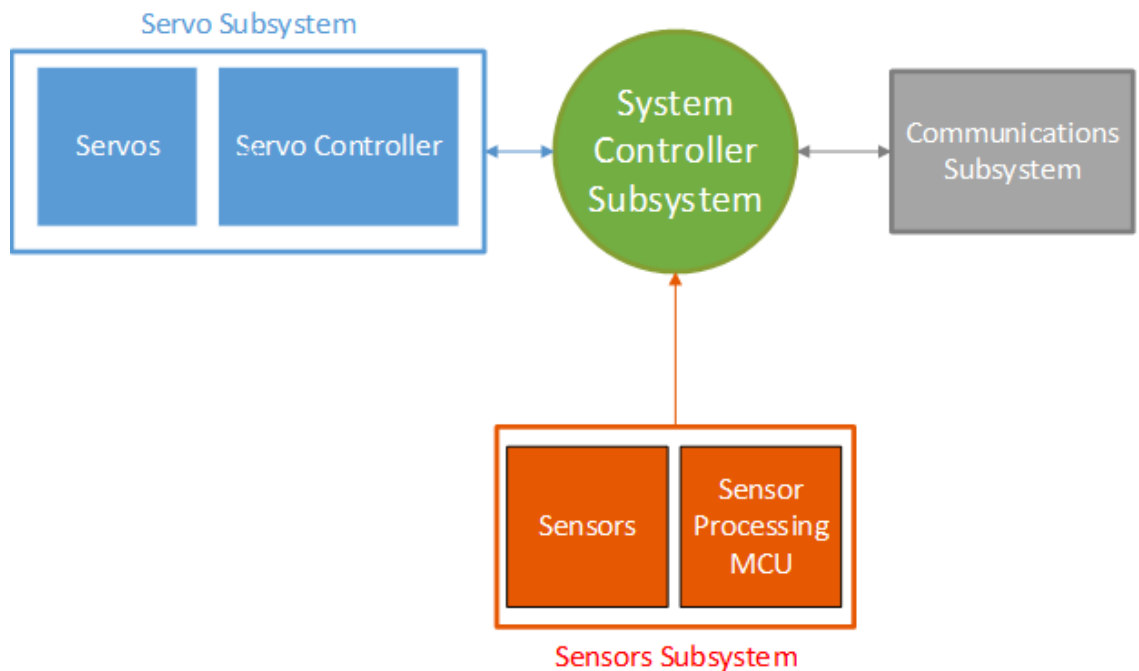 Servo Subsystem
Servos
Servo Controller
System
Controller
Subsystem
Communications
Subsystem
Sensors
Sensor
Processing
MCU
Sensors Subsystem